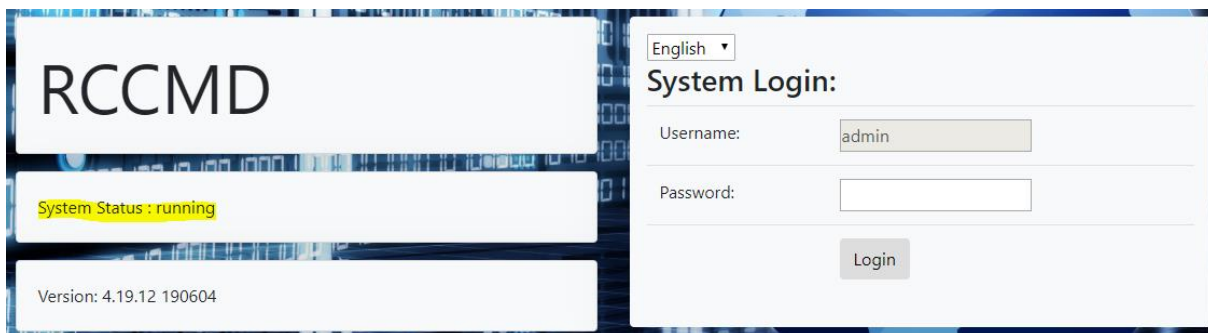 RCCMD
System Status : running
Version: 4.19.12 190604
English
System Login:
Username:
admin
Password:
Login